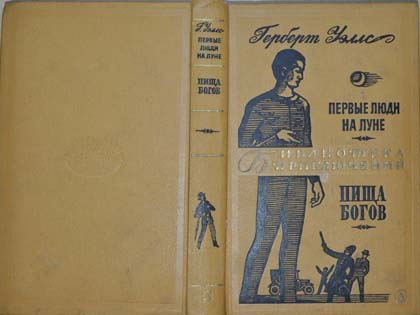 Г. Уэллс
ПЕРВЫЕ ЛЮДИ
НА ЛУНЕ
ПИЩА
БОГОВ
Герберт Уэллс
ПЕРВЫЕ ЛЮДИ
НА ЛУНЕ
БИБЛИОТЕКА
ПРИКЛЮЧЕНИЙ
ПИЩА
БОГОВ